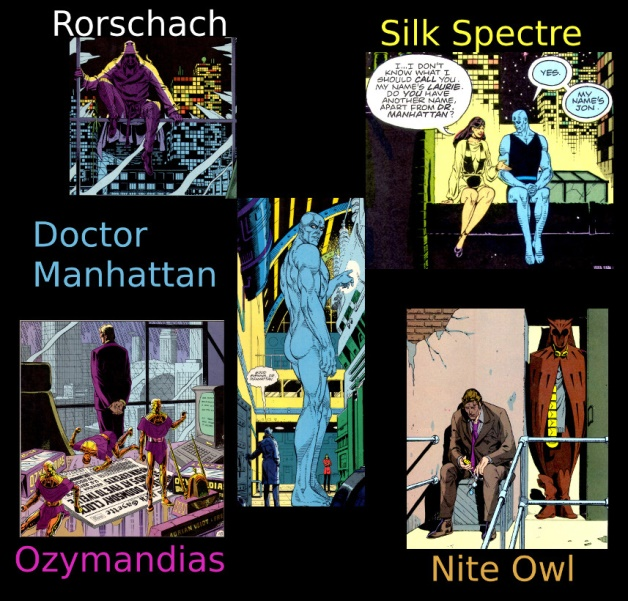 Rorschach
Silk Spectre
I...I DON'T
KNOW WHAT I
SHOULD CALL YOU.
MY NAME'S LAURIE.
DO YOU HAVE
ANOTHER NAME,
APART FROM DR.
MANHATTAN?
YES.
MY
NAME'S
JON.
Doctor
Manhattan
Ozymandias
Nite Owl